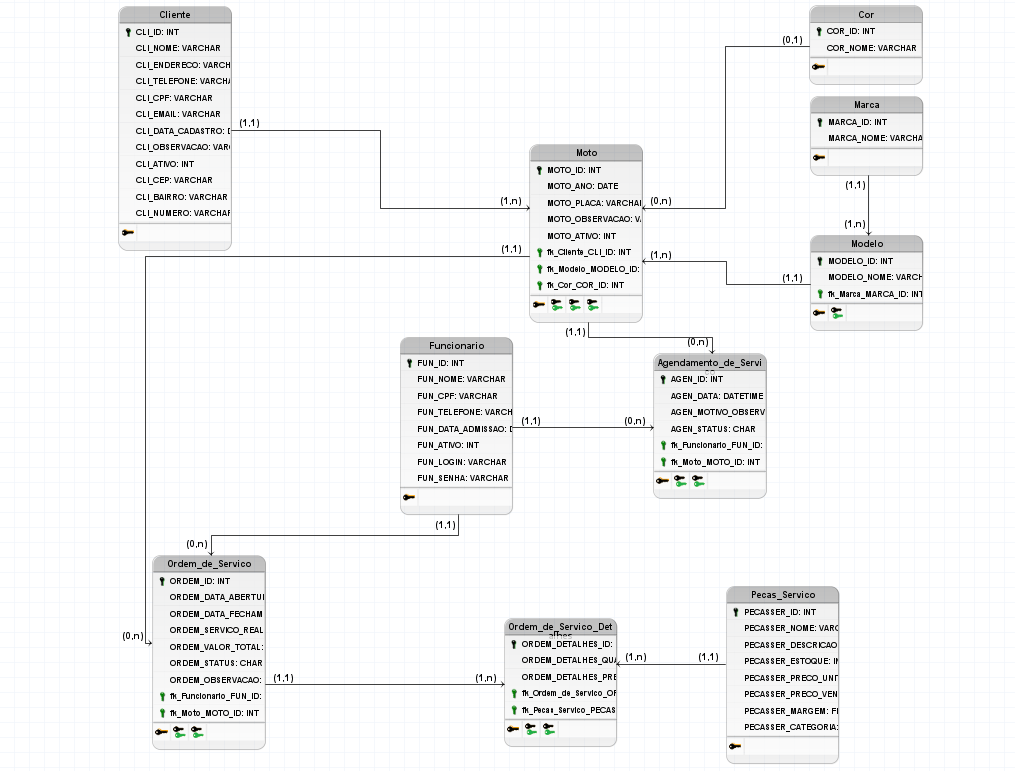 Cliente
CLI_ID: INT
CLI_NOME: VARCHAR
CLI_ENDERECO: VARCH
CLI_TELEFONE: VARCHA
CLI_CPF: VARCHAR
CLI_EMAIL: VARCHAR
CLI_DATA_CADASTRO: D
CLI_OBSERVACAO: VAR
CLI_ATIVO: INT
CLI_CEP: VARCHAR
CLI_BAIRRO: VARCHAR
CLI_NUMERO: VARCHAR
(1,1)
(1,n)
Cor
COR_ID: INT
COR_NOME: VARCHAR
(0,1)
(0,n)
Marca
MARCA_ID: INT
MARCA_NOME: VARCHA
(1,1)
(1,n)
Modelo
MODELO_ID: INT
MODELO_NOME: VARCH
fk_Marca_MARCA_ID: INT
(1,1)
(1,n)
Moto
MOTO_ID: INT
MOTO_ANO: DATE
MOTO_PLACA: VARCHA
MOTO_OBSERVACAO: VA
MOTO_ATIVO: INT
fk_Cliente_CLI_ID: INT
fk_Modelo_MODELO_ID:
fk_Cor_COR_ID: INT
(1,1)
(1,1)
(0,n)
Funcionario
FUN_ID: INT
FUN_NOME: VARCHAR
FUN_CPF: VARCHAR
FUN_TELEFONE: VARCH
FUN_DATA_ADMISSAO: D
FUN_ATIVO: INT
FUN_LOGIN: VARCHAR
FUN_SENHA: VARCHAR
(1,1)
(0,n)
Agendamento_de_Servi
AGEN_ID: INT
AGEN_DATA: DATETIME
AGEN_MOTIVO_OBSERV
AGEN_STATUS: CHAR
fk_Funcionario_FUN_ID:
fk_Moto_MOTO_ID: INT
(1,1)
(0,n)
(0,n)
Ordem_de_Servico
ORDEM_ID: INT
ORDEM_DATA_ABERTU
ORDEM_DATA_FECHAM
ORDEM_SERVICO_REAL
ORDEM_VALOR_TOTAL:
ORDEM_STATUS: CHAR
ORDEM_OBSERVACAO:
fk_Funcionario_FUN_ID:
fk_Moto_MOTO_ID: INT
(1,1)
(1,n)
Ordem_de_Servico_Det
alhes
ORDEM_DETALHES_ID:
ORDEM_DETALHES_QUA
ORDEM_DETALHES_PRE
fk_Ordem_de_Servico_OR
fk_Pecas_Servico_PECAS
(1,n)
(1,1)
Pecas_Servico
PECASSER_ID: INT
PECASSER_NOME: VARC
PECASSER_DESCRICAO
PECASSER_ESTOQUE: IN
PECASSER_PRECO_UNI
PECASSER_PRECO_VEN
PECASSER_MARGEM: FL
PECASSER_CATEGORIA: